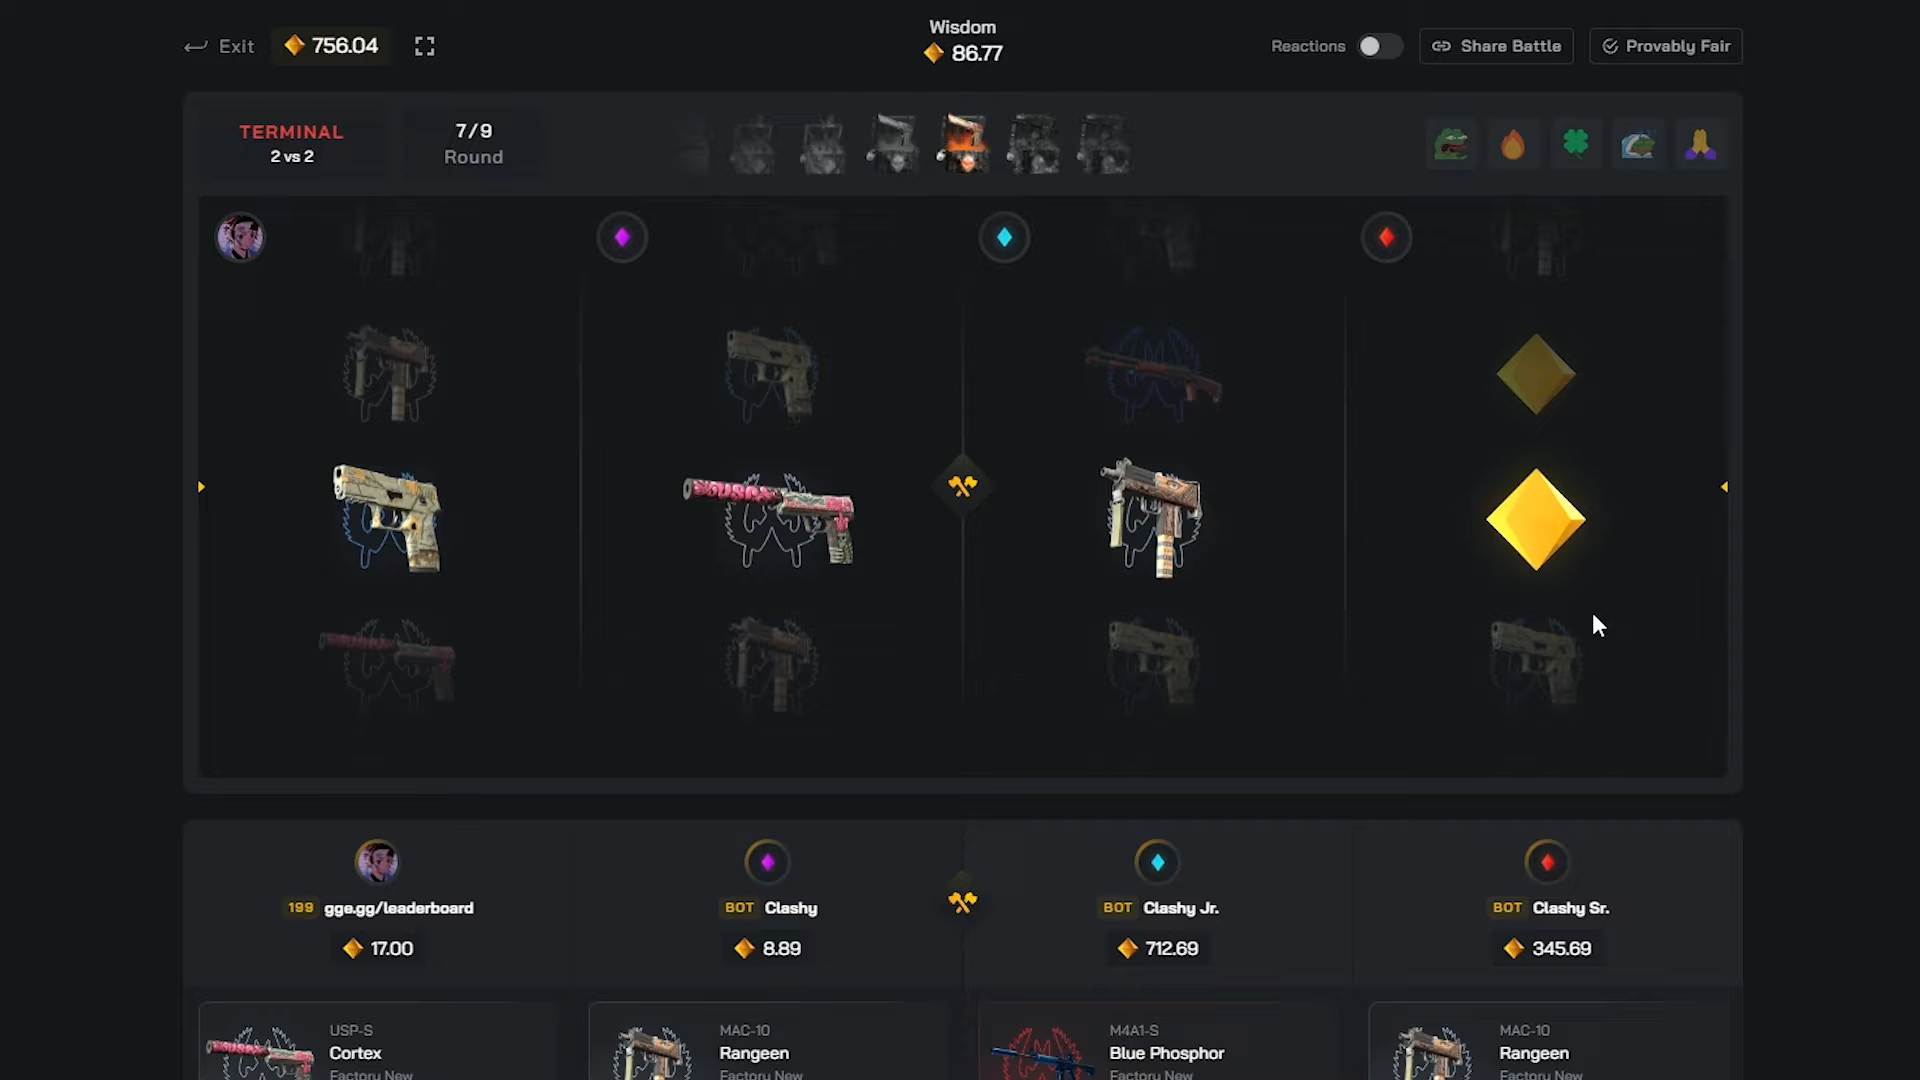 Exit
756.04
Wisdom
86.77
Reactions
Share Battle
Provably Fair
TERMINAL
2 vs 2
7/9
Round
199 gge.gg/leaderboard
17.00
BOT Clashy
8.89
BOT Clashy Jr.
712.69
BOT Clashy Sr.
345.69
USP-S
Cortex
Factory New
MAC-10
Rangeen
Factory New
M4A1-S
Blue Phosphor
Factory New
MAC-10
Rangeen
Factory New